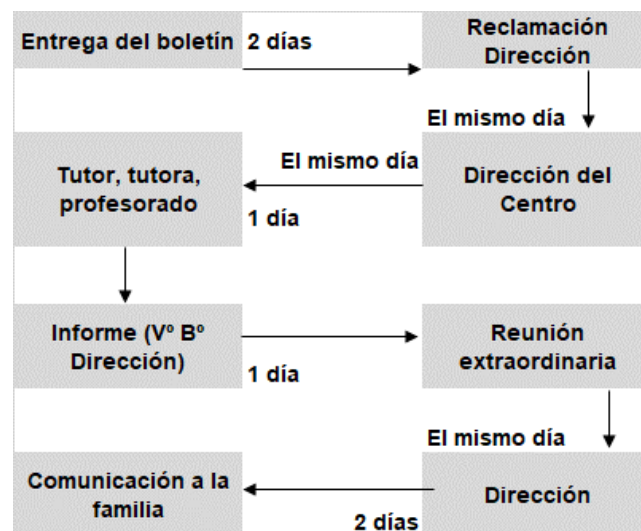 Entrega del boletín
2 días
Reclamación
Dirección
El mismo día
Tutor, tutora,
profesorado
El mismo día
1 día
Dirección del
Centro
Informe (Vº Bº
Dirección)
1 día
Reunión
extraordinaria
El mismo día
Comunicación a la
familia
2 días
Dirección